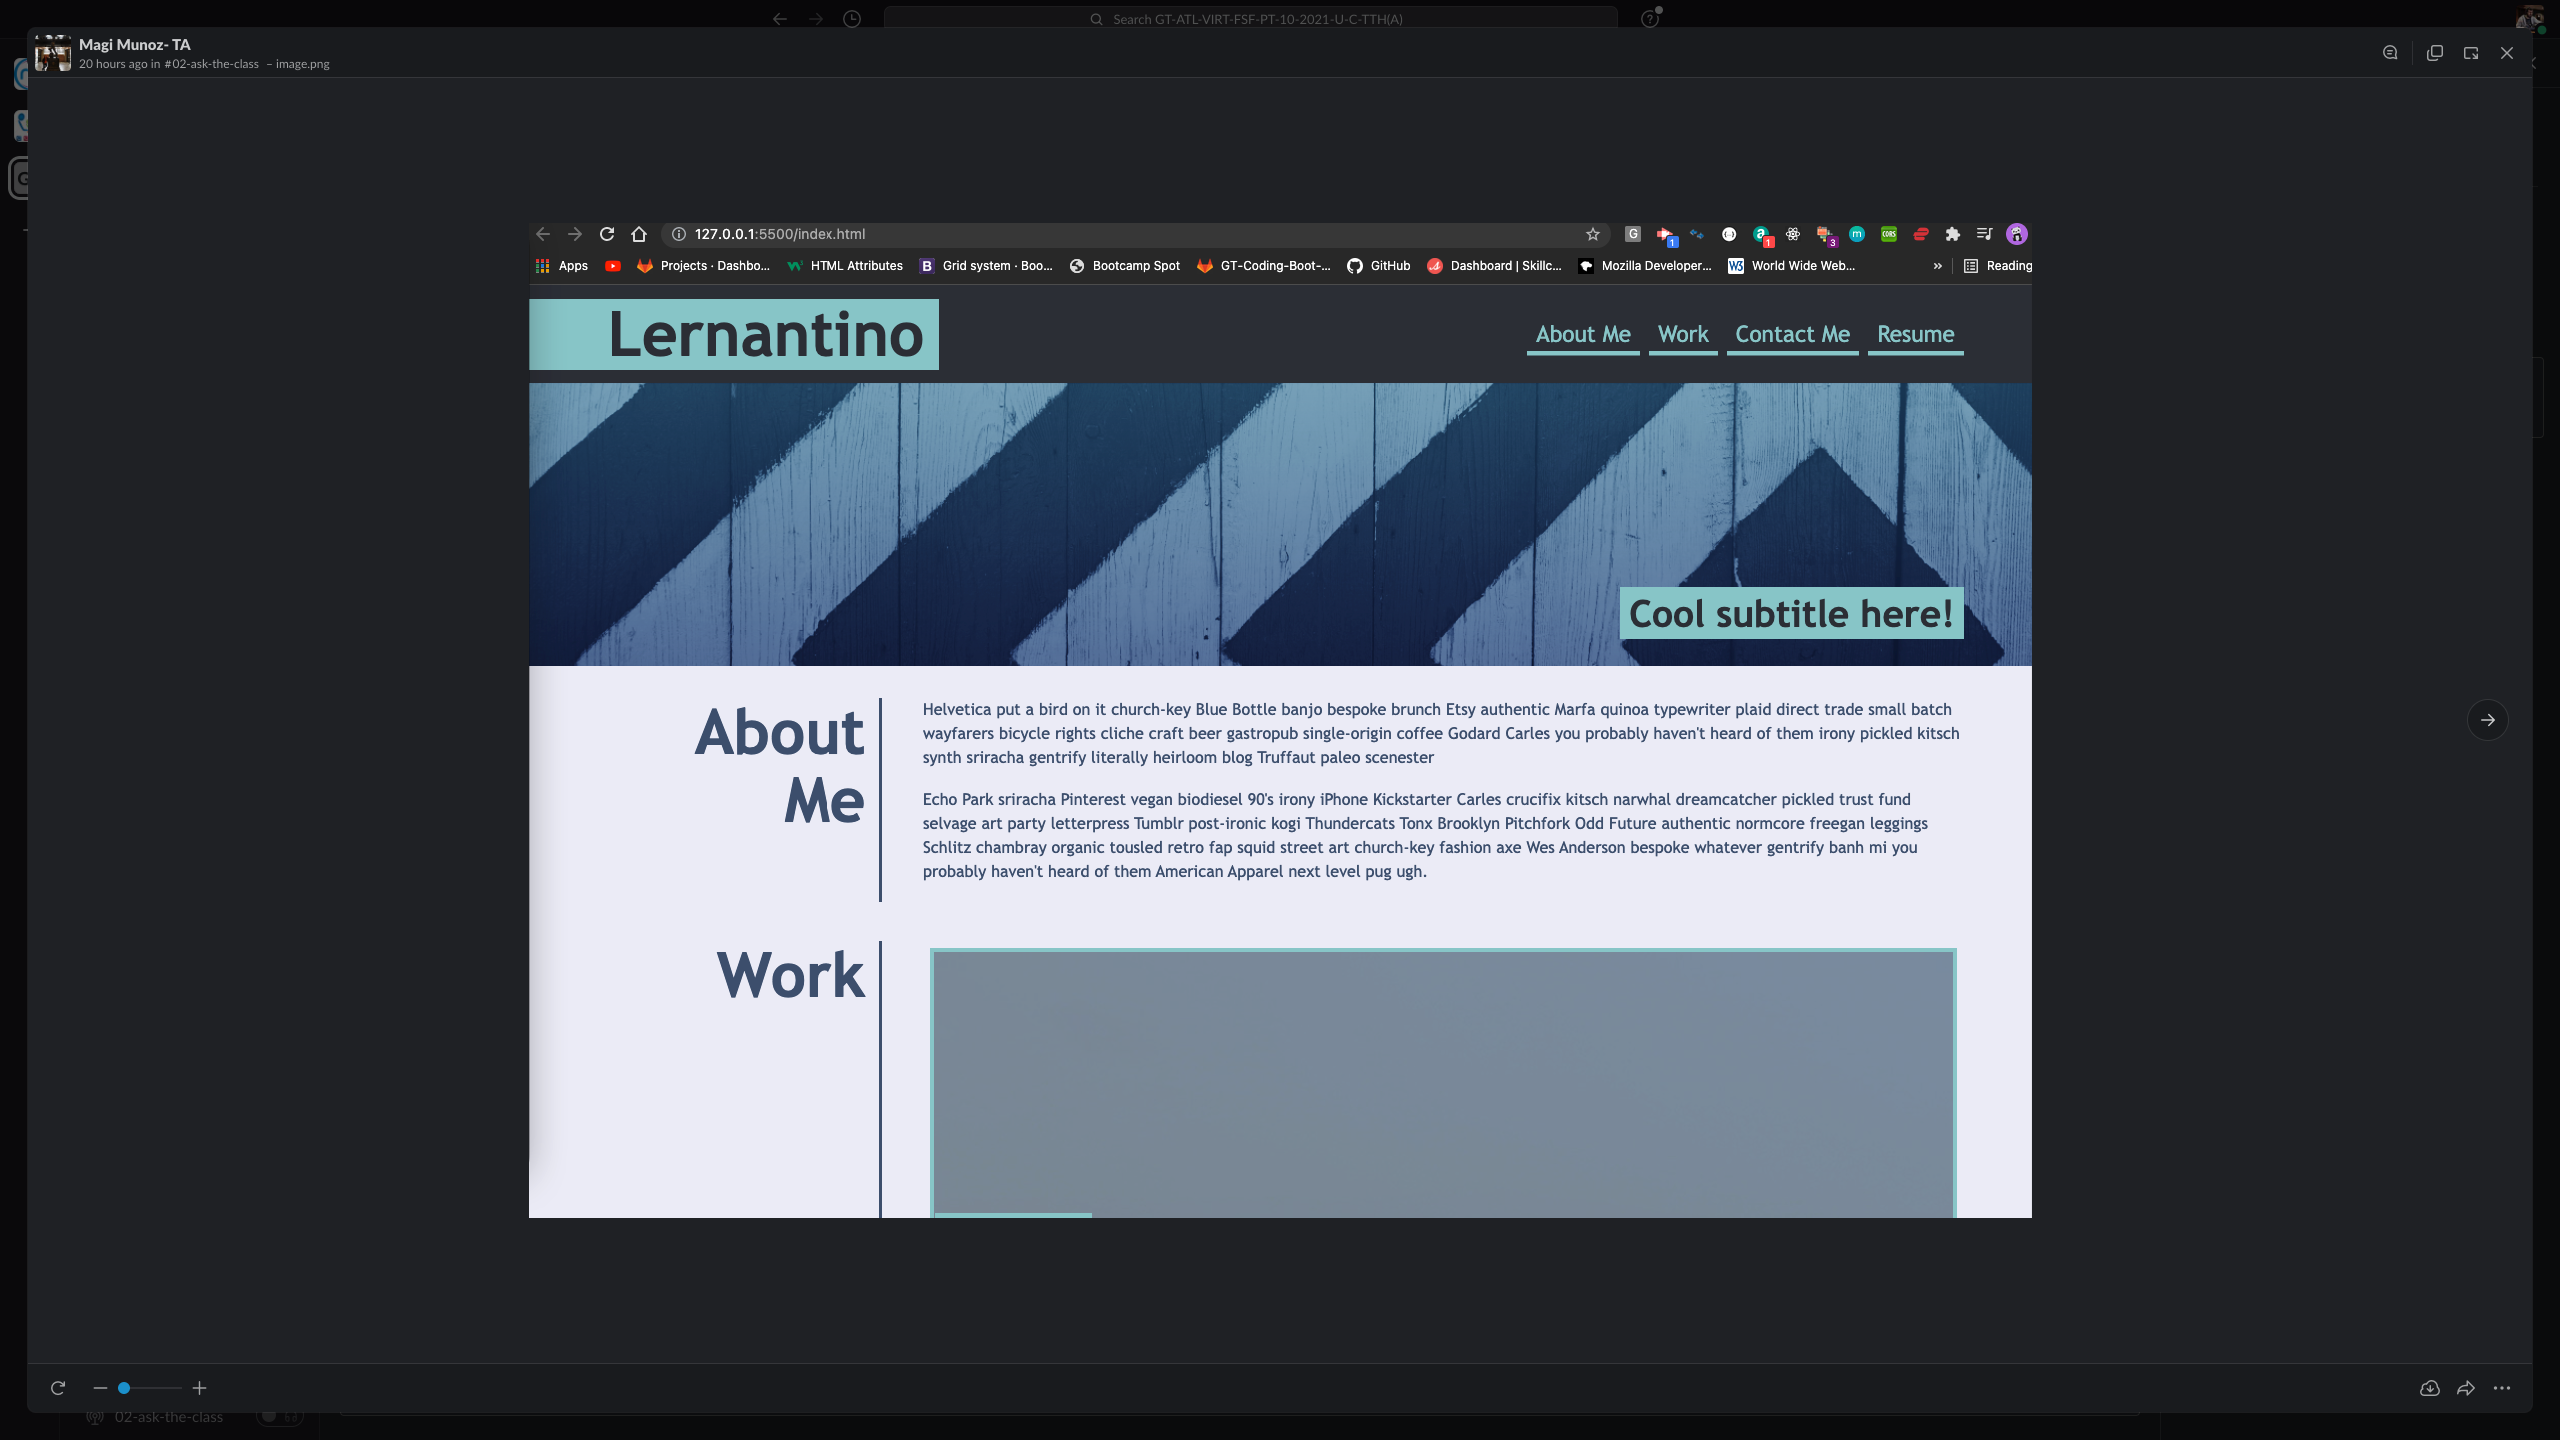 Search GT-ATL-VIRT-FSF-PT-10-2021-U-C-TTH(A)
Magi Munoz- TA
20 hours ago in #02-ask-the-class – image.png
127.0.0.1:5500/index.html
G 1 a 1 3 m CORS
Apps Projects · Dashbo... HTML Attributes B Grid system · Boo... Bootcamp Spot GT-Coding-Boot-... GitHub Dashboard | Skillc... Mozilla Developer... W3 World Wide Web... » Reading
Lernantino
About Me Work Contact Me Resume
Cool subtitle here!
About
Me
Helvetica put a bird on it church-key Blue Bottle banjo bespoke brunch Etsy authentic Marfa quinoa typewriter plaid direct trade small batch
wayfarers bicycle rights cliche craft beer gastropub single-origin coffee Godard Carles you probably haven't heard of them irony pickled kitsch
synth sriracha gentrify literally heirloom blog Truffaut paleo scenester
Echo Park sriracha Pinterest vegan biodiesel 90's irony iPhone Kickstarter Carles crucifix kitsch narwhal dreamcatcher pickled trust fund
selvage art party letterpress Tumblr post-ironic kogi Thundercats Tonx Brooklyn Pitchfork Odd Future authentic normcore freegan leggings
Schlitz chambray organic tousled retro fap squid street art church-key fashion axe Wes Anderson bespoke whatever gentrify banh mi you
probably haven't heard of them American Apparel next level pug ugh.
Work
02-ask-the-class